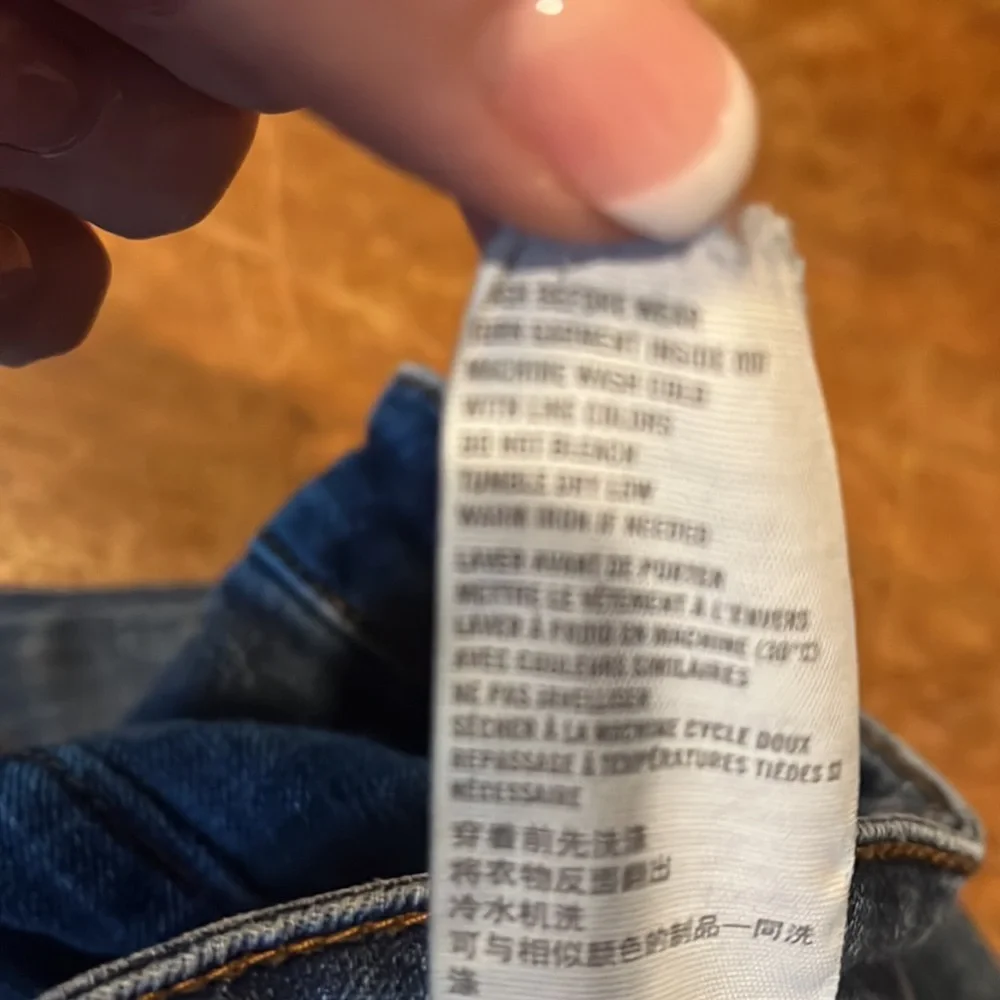 BEFORE WEAR
TURN GARMENT INSIDE OUT
MACHINE WASH COLD
WITH LIKE COLORS
DO NOT BLEACH
TUMBLE DRY LOW
WARM IRON IF NEEDED
LAVER AVANT DE PORTER
METTRE LE VÊTEMENT À L'ENVERS
LAVER À FROID EN MACHINE (30°C)
AVEC COULEURS SIMILAIRES
NE PAS JAVELLISER
SÉCHER À LA MACHINE CYCLE DOUX
REPASSAGE À TEMPÉRATURES TIÈDES SI
NÉCESSAIRE
穿着前先洗涤
将衣物反面翻出
冷水机洗
可与相似颜色的制品一同洗
涤